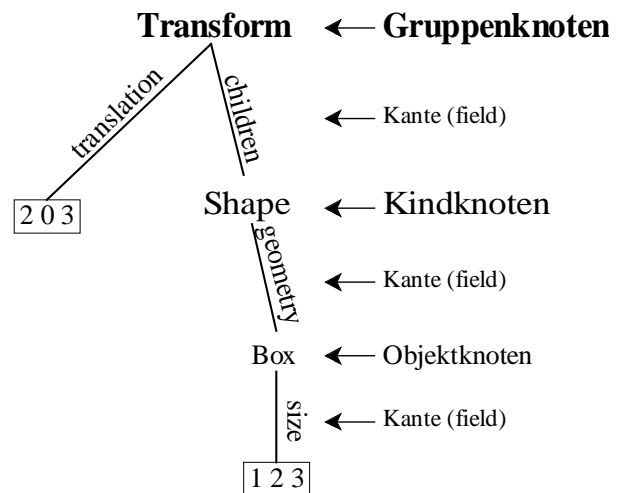 Transform Gruppenknoten
translation
children
Kante (field)
2 0 3
Shape Kindknoten
geometry
Kante (field)
Box Objektknoten
size
Kante (field)
1 2 3